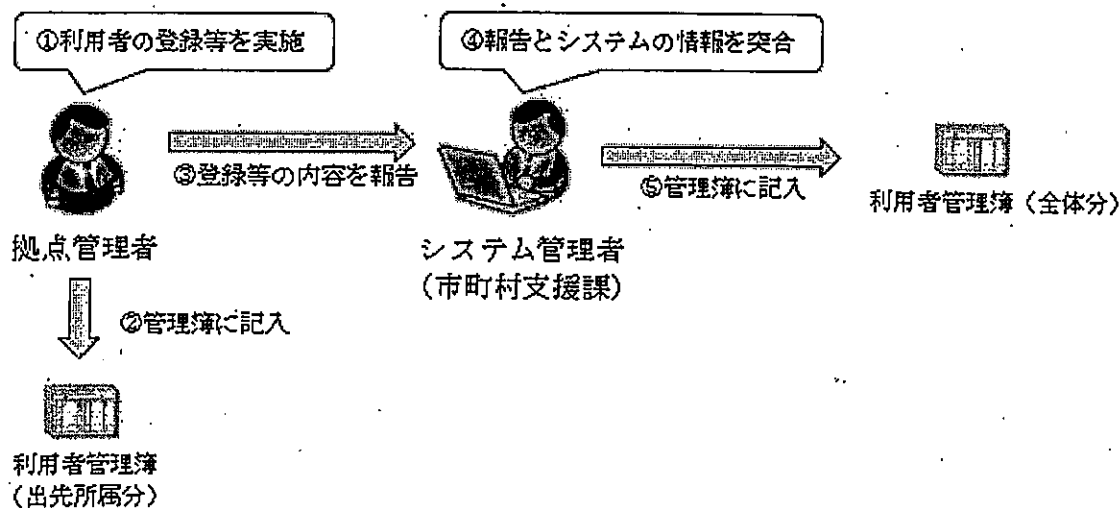 ①利用者の登録等を実施
④報告とシステムの情報を突合
③登録等の内容を報告
⑤管理簿に記入
利用者管理簿（全体分）
拠点管理者
システム管理者
（市町村支援課）
②管理簿に記入
利用者管理簿
（出先所属分）